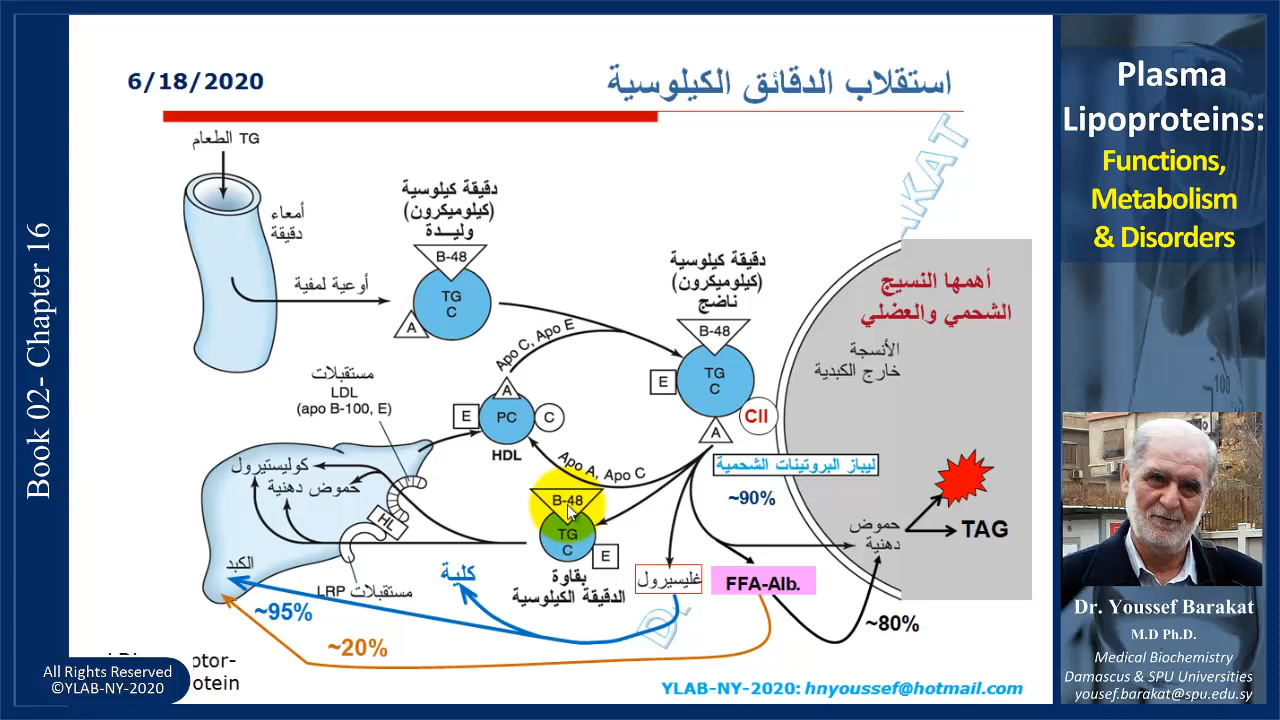 6/18/2020
استقلاب الدقائق الكيلوسية
TG الطعام
أمعاء
دقيقة
أوعية لمفية
دقيقة كيلوسية
(كيلوميكرون)
وليـــدة
B-48
TG
C
A
دقيقة كيلوسية
(كيلوميكرون)
ناضج
B-48
TG
C
E
CII
A
أهمها النسيج
الشحمي والعضلي
الأنسجة
خارج الكبدية
Apo C, Apo E
مستقبلات
LDL
(apo B-100, E)
A
E
PC
C
HDL
Apo A, Apo C
ليباز البروتينات الشحمية
~90%
كوليستيرول
حموض دهنية
HL
B-48
TG
C
E
بقاوة
الدقيقة الكيلوسية
حموض
دهنية
TAG
الكبد
مستقبلات LRP
كلية
غليسيرول
FFA-Alb.
~95%
~20%
~80%
ptor-
otein
YLAB-NY-2020: hnyoussef@hotmail.com
All Rights Reserved
©YLAB-NY-2020
Book 02- Chapter 16
Plasma
Lipoproteins:
Functions,
Metabolism
& Disorders
100
Dr. Youssef Barakat
M.D Ph.D.
Medical Biochemistry
Damascus & SPU Universities
yousef.barakat@spu.edu.sy